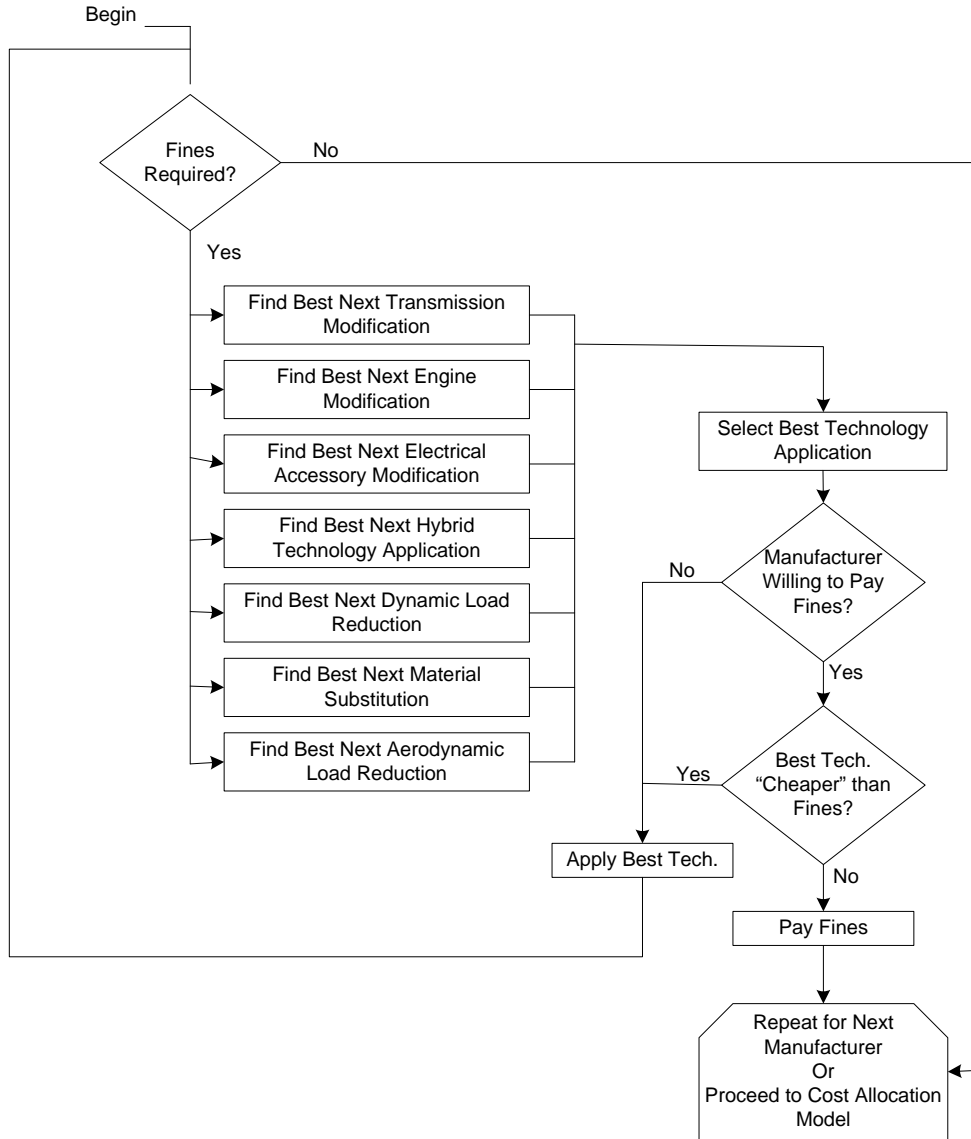 Begin
Fines
Required?
No
Yes
Find Best Next Transmission
Modification
Find Best Next Engine
Modification
Find Best Next Electrical
Accessory Modification
Find Best Next Hybrid
Technology Application
Find Best Next Dynamic Load
Reduction
Find Best Next Material
Substitution
Find Best Next Aerodynamic
Load Reduction
Select Best Technology
Application
Manufacturer
Willing to Pay
Fines?
No
Yes
Best Tech.
“Cheaper” than
Fines?
Yes
No
Apply Best Tech.
Pay Fines
Repeat for Next
Manufacturer
Or
Proceed to Cost Allocation
Model